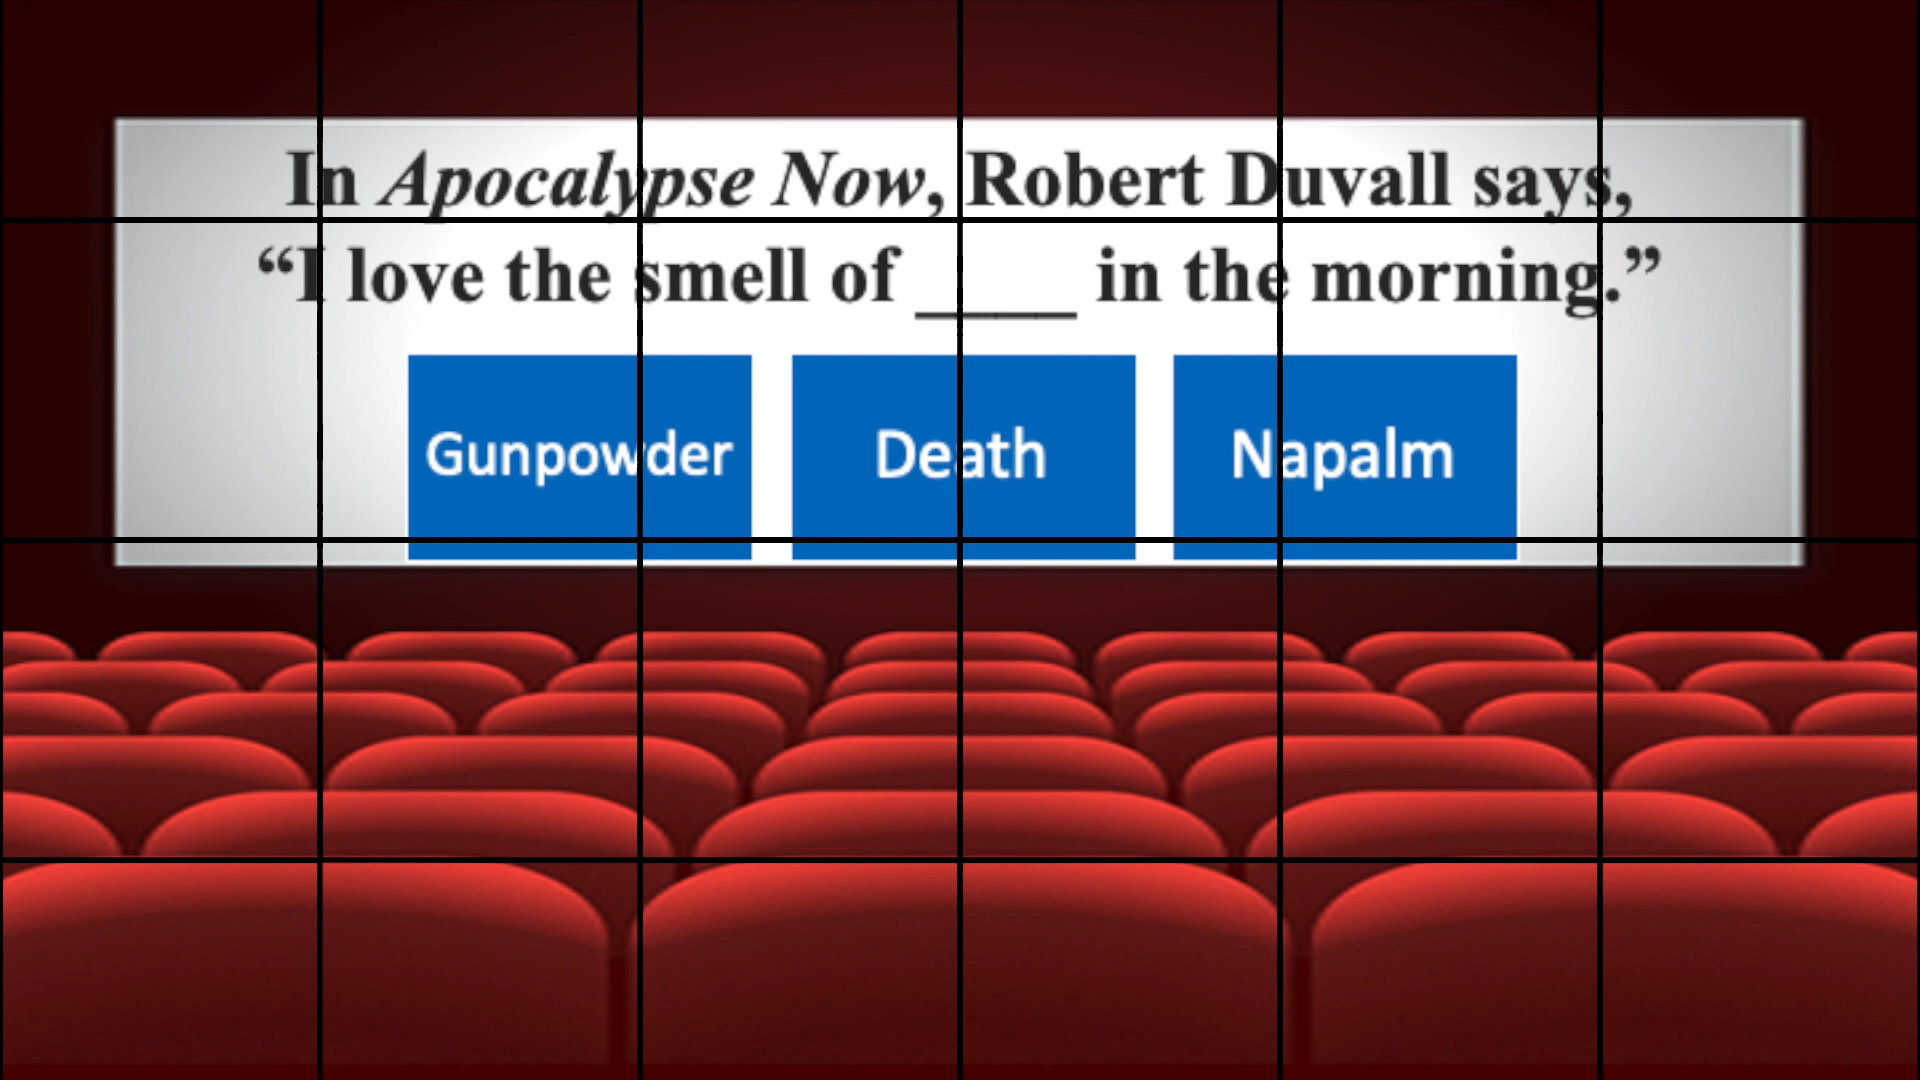 In Apocalypse Now, Robert Duvall says,
“I love the smell of ____ in the morning.”
Gunpowder
Death
Napalm